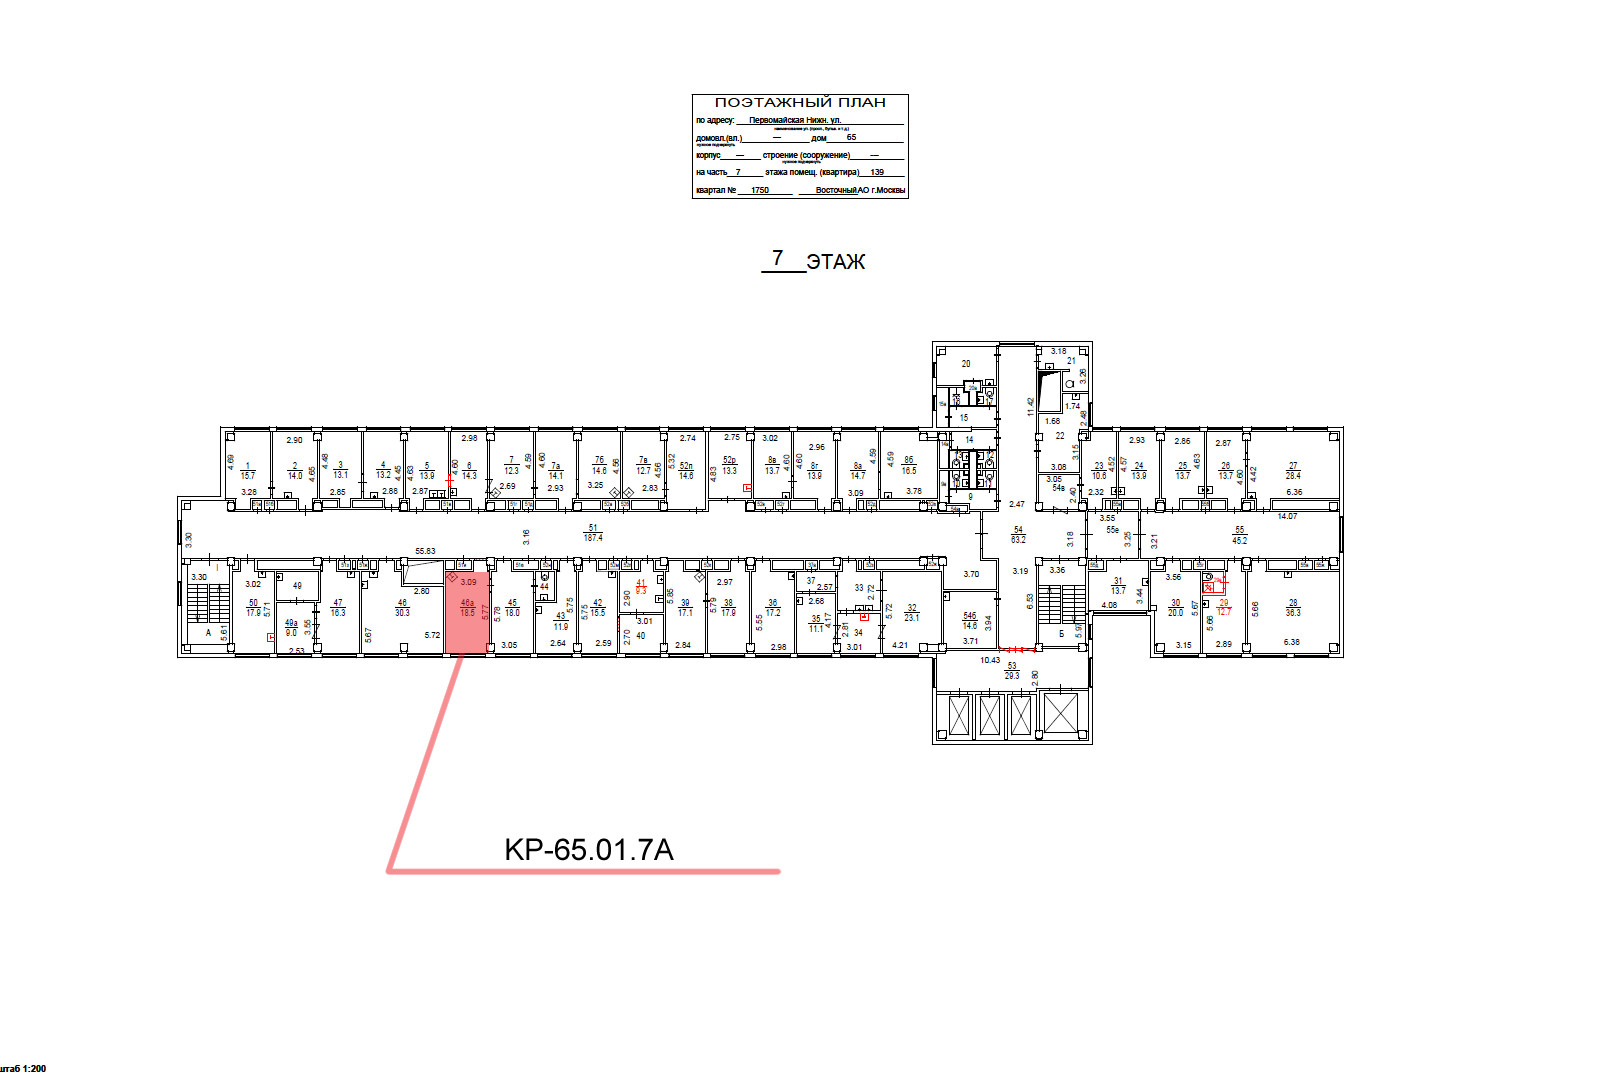 ПОЭТАЖНЫЙ ПЛАН
по адресу: Первомайская Нижн. ул.
наименование ул. (просп., бульв. и т.д.)
домовл.(вл.) — дом 65
нужное подчеркнуть
корпус — строение (сооружение) —
нужное подчеркнуть
на часть 7 этажа помещ. (квартира) 139
квартал № 1750 Восточный АО г.Москвы
7 ЭТАЖ
3.18
20 21
3.26
20а
11.42
1.74
2.48
15
1.68
2.90 2.98 2.74 2.75 3.02 2.96 14 22 2.93 2.86 2.87
4.69 4.65 4.48 4.45 4.63 4.60 4.59 4.60 4.56 4.56 5.32 4.83 4.60 4.60 4.59 4.59 3.15 4.52 4.57 4.63 4.60 4.42
1 2 3 4 5 6 7 7а 7б 7в 52п 52р 8в 8г 8а 8б 23 24 25 26 27
15.7 14.0 13.1 13.2 13.9 14.3 12.3 14.1 14.6 12.7 14.6 13.3 13.7 13.9 14.7 16.5 10.6 13.9 13.7 13.7 28.4
3.08
3.05
54в
3.28 2.85 2.88 2.87 2.69 2.93 3.25 2.83 3.09 3.78 9 2.40 2.32 6.36
2.47
14.07
3.55
51
187.4
54
63.2
55е
55
45.2
3.30 3.16 3.18 3.25 3.21
55.83
3.30 3.02 49 2.80 3.09 44 41 9.3 2.97 37 2.57 33 2.72 3.70 3.19 3.36 31 13.7 3.44 3.56
50 17.9 47 16.3 46 30.3 46а 18.5 45 18.0 42 15.5 39 17.1 38 17.9 36 17.2 2.68 32 23.1 4.08 30 20.0 29 12.7 28 36.3
5.71 5.77 5.78 5.75 5.75 2.90 5.85 5.79 5.55 4.17 5.72 6.53 5.67 5.66 5.66
49а 9.0 3.55 43 11.9 3.01 35 11.1 54б 14.6 3.94
А 5.61 5.67 5.72 2.70 40 2.81 34 Б
2.53 3.05 2.64 2.59 2.84 2.98 3.01 4.21 3.71 3.15 2.89 6.38
10.43
53
29.3
2.80
КР-65.01.7А
штаб 1:200